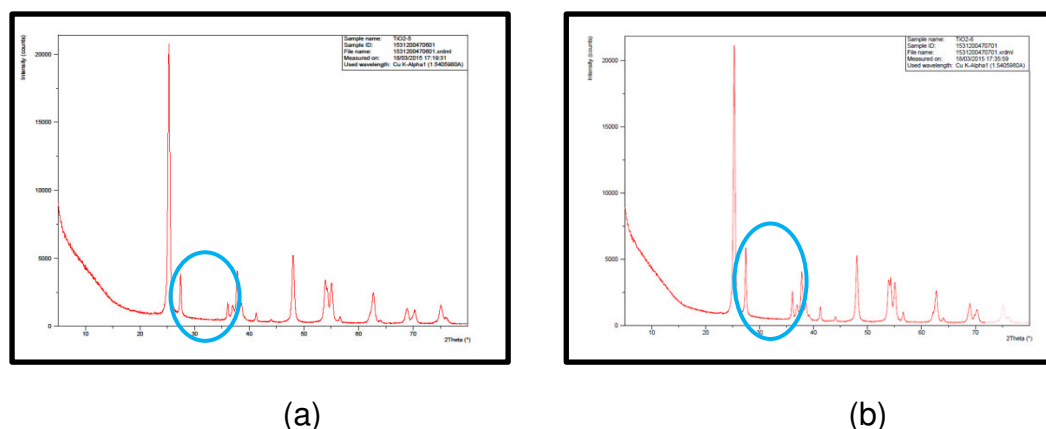 Sample name: TiO2-5
Sample ID: 1531200470601
File name: 1531200470601.xrdml
Measured on: 18/03/2015 17:19:31
Used wavelength: Cu K-Alpha1 (1.5405980A)
Intensity (counts)
20000
15000
10000
5000
0
10 20 30 40 50 60 70
2Theta (°)
(a)
Sample name: TiO2-6
Sample ID: 1531200470701
File name: 1531200470701.xrdml
Measured on: 18/03/2015 17:35:59
Used wavelength: Cu K-Alpha1 (1.5405980A)
Intensity (counts)
20000
15000
10000
5000
0
10 20 30 40 50 60 70
2Theta (°)
(b)